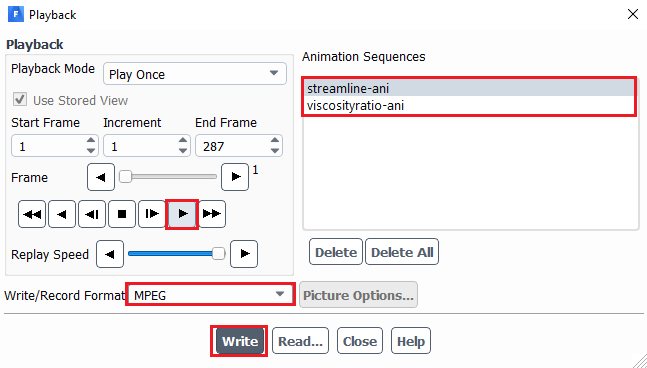 Playback
Playback
Playback Mode Play Once
Use Stored View
Start Frame Increment End Frame
1 1 287
Frame 1
Replay Speed
Write/Record Format MPEG Picture Options...
Animation Sequences
streamline-ani
viscosityratio-ani
Delete Delete All
Write Read... Close Help